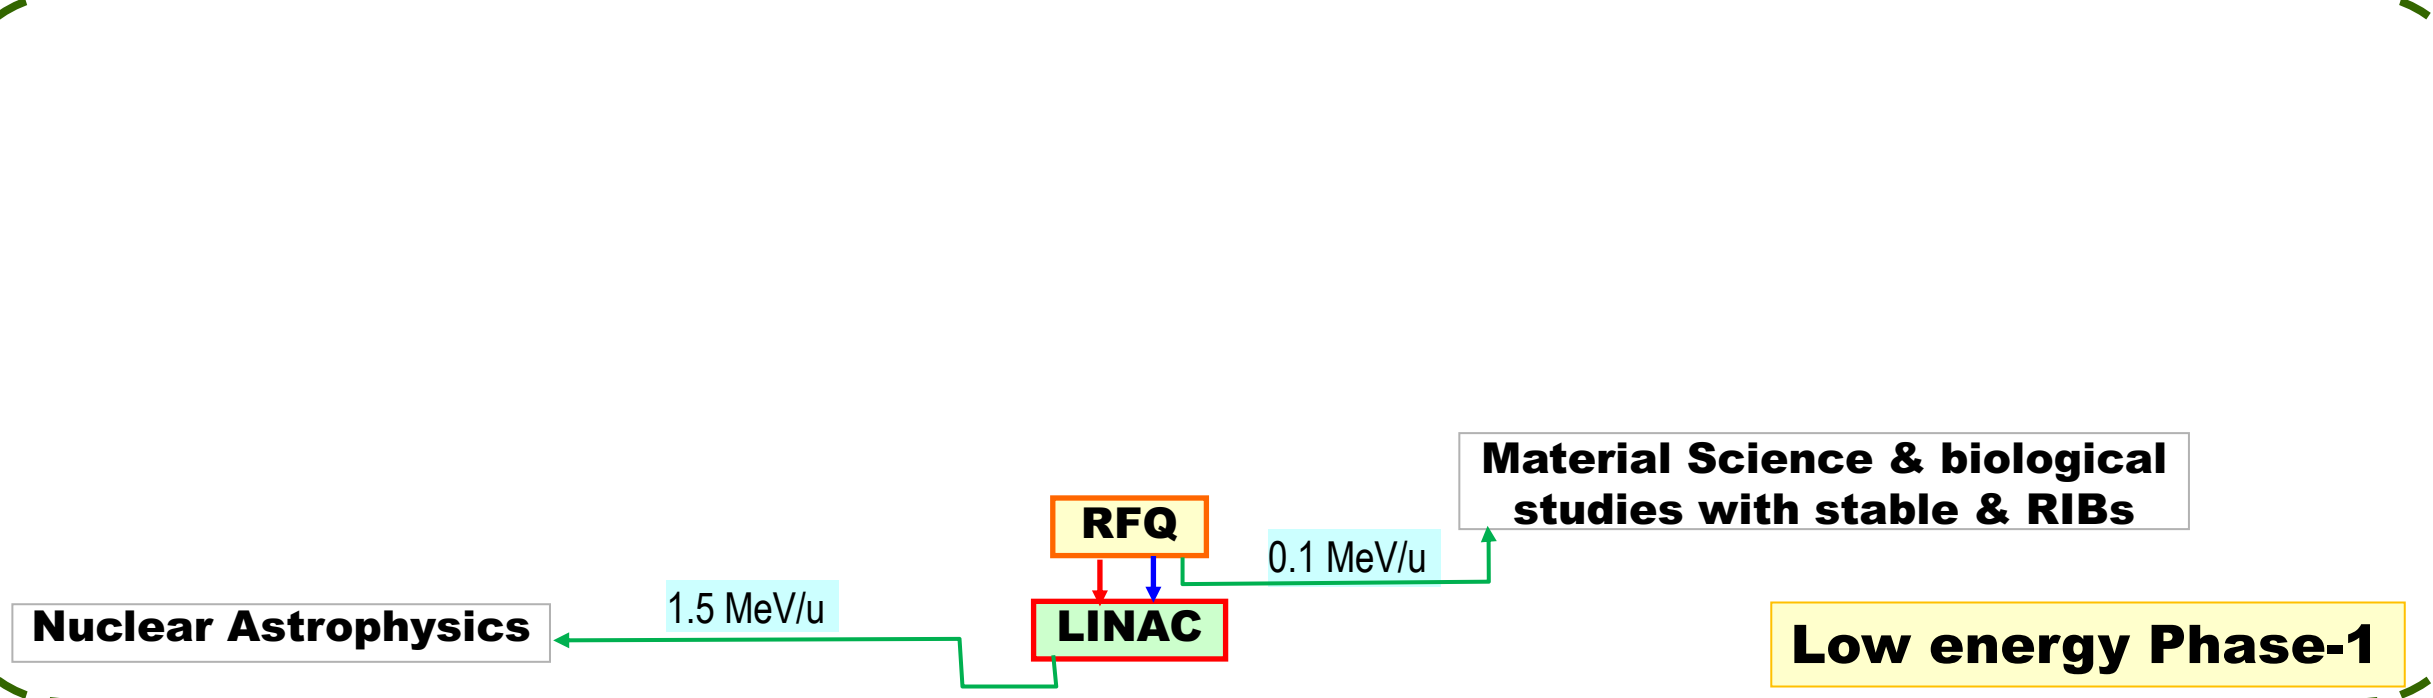 Material Science & biological
studies with stable & RIBs
RFQ
0.1 MeV/u
1.5 MeV/u
Nuclear Astrophysics
LINAC
Low energy Phase-1